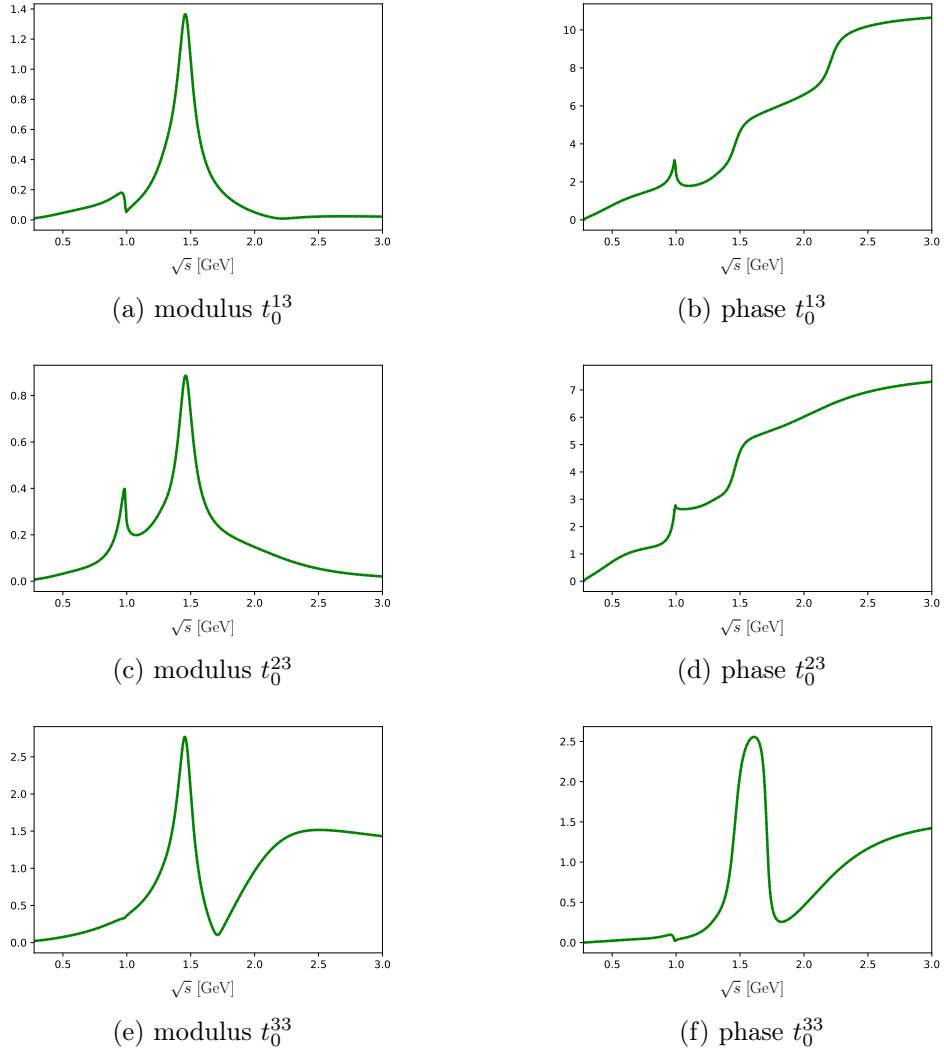 1.4
1.2
1.0
0.8
0.6
0.4
0.2
0.0
0.5 1.0 1.5 2.0 2.5 3.0
√s [GeV]
(a) modulus t₀¹³
10
8
6
4
2
0
0.5 1.0 1.5 2.0 2.5 3.0
√s [GeV]
(b) phase t₀¹³
0.8
0.6
0.4
0.2
0.0
0.5 1.0 1.5 2.0 2.5 3.0
√s [GeV]
(c) modulus t₀²³
7
6
5
4
3
2
1
0
0.5 1.0 1.5 2.0 2.5 3.0
√s [GeV]
(d) phase t₀²³
2.5
2.0
1.5
1.0
0.5
0.0
0.5 1.0 1.5 2.0 2.5 3.0
√s [GeV]
(e) modulus t₀³³
2.5
2.0
1.5
1.0
0.5
0.0
0.5 1.0 1.5 2.0 2.5 3.0
√s [GeV]
(f) phase t₀³³